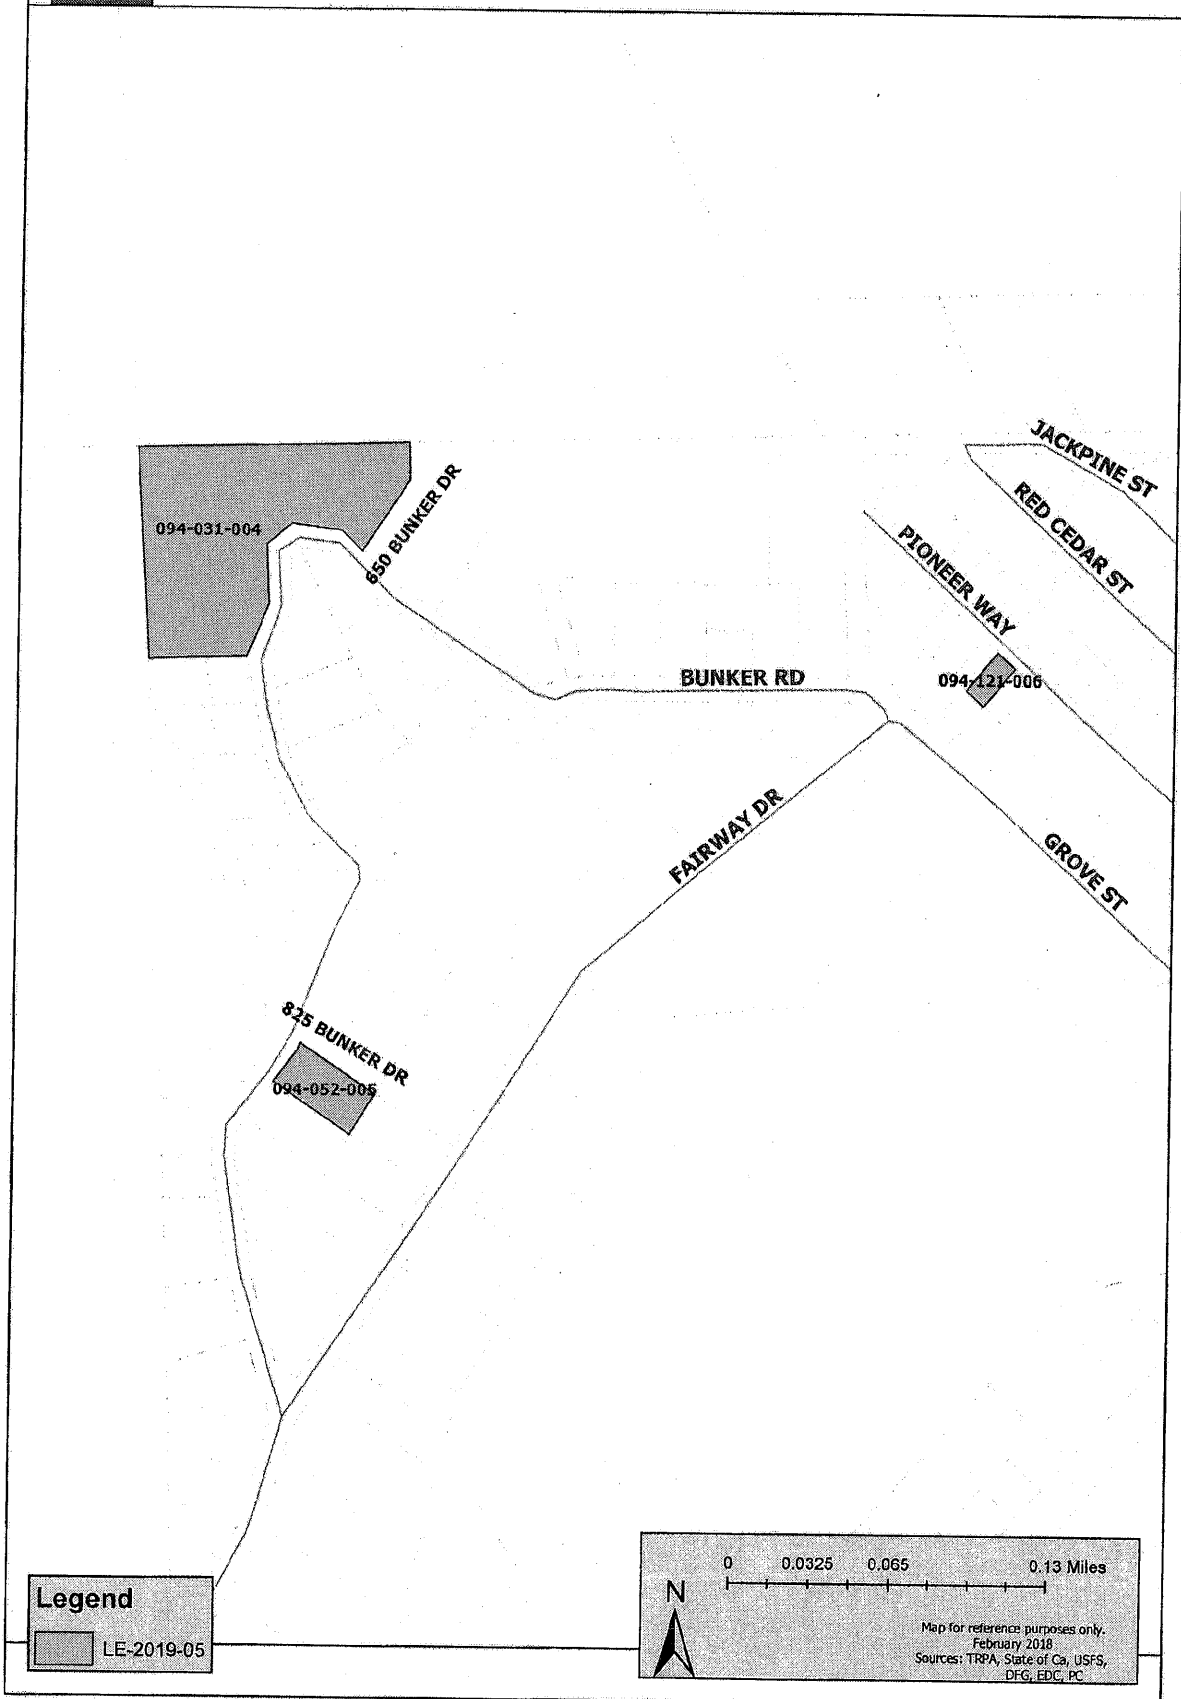 JACKPINE ST
RED CEDAR ST
PIONEER WAY
094-031-004
650 BUNKER DR
BUNKER RD
094-121-006
FAIRWAY DR
GROVE ST
825 BUNKER DR
094-052-005
Legend
LE-2019-05
0 0.0325 0.065 0.13 Miles
N
Map for reference purposes only.
February 2018
Sources: TRPA, State of Ca, USFS,
DFG, EDC, PC